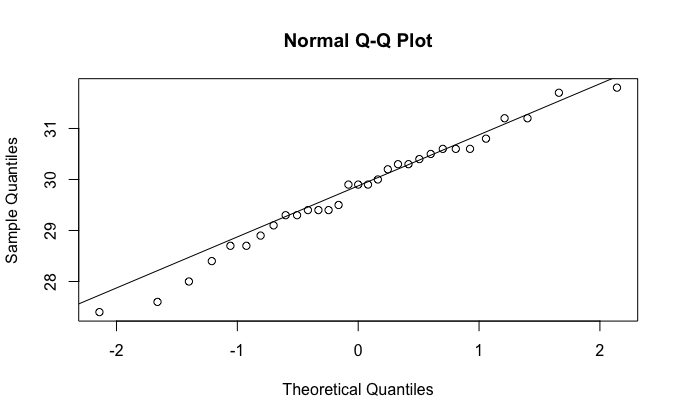 Normal Q-Q Plot
Sample Quantiles
31
30
29
28
-2 -1 0 1 2
Theoretical Quantiles